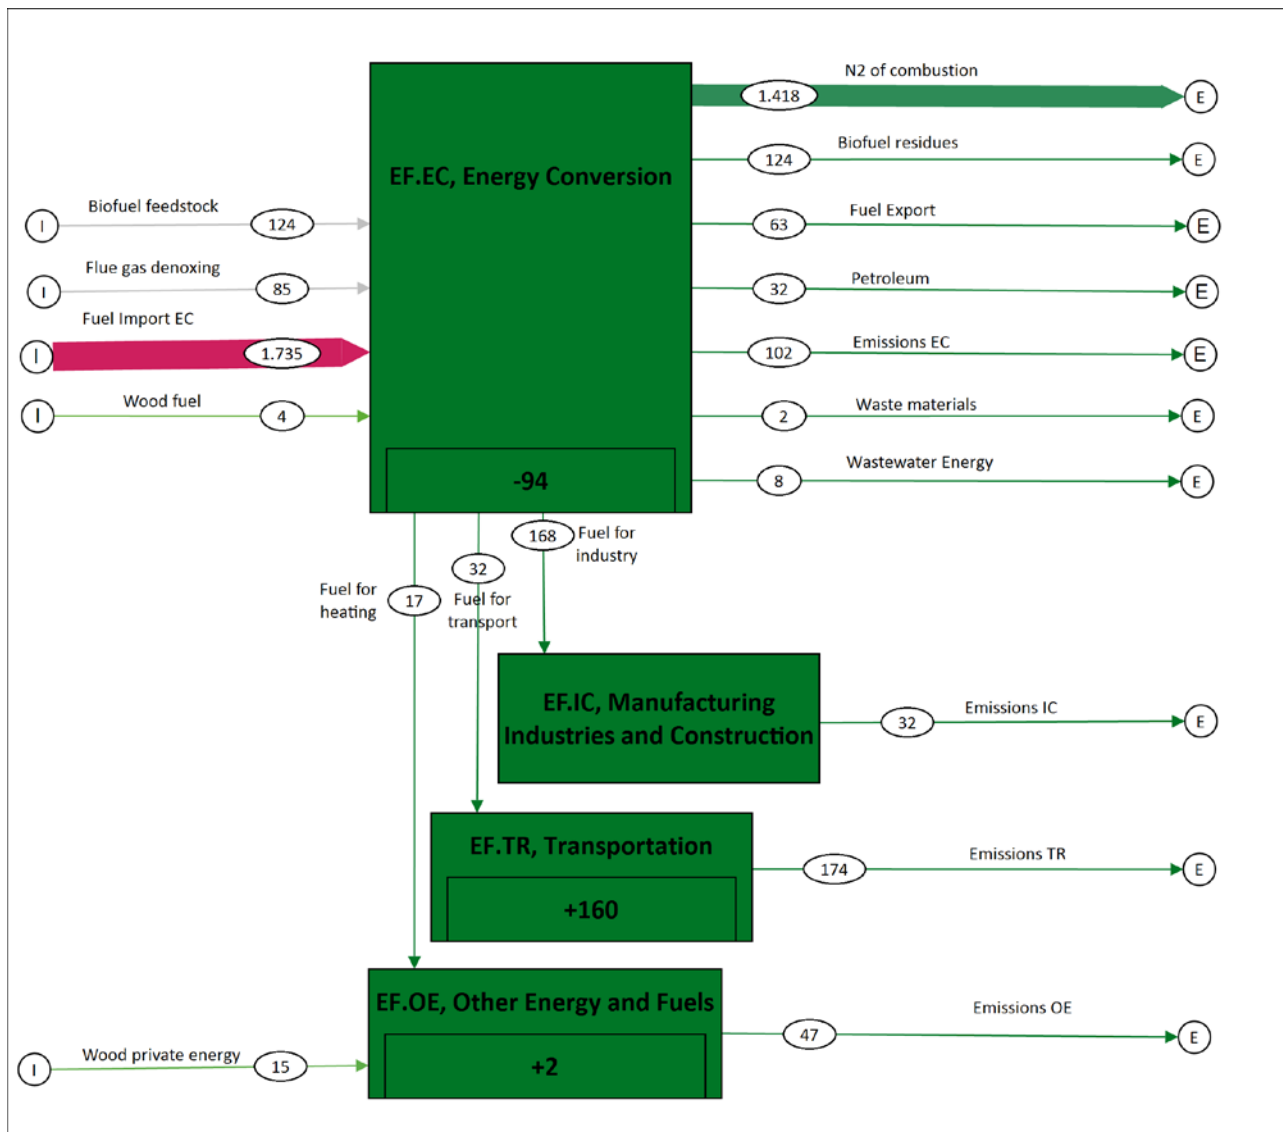 N2 of combustion
1.418
E
Biofuel residues
124
E
EF.EC, Energy Conversion
Biofuel feedstock
I
124
Fuel Export
63
E
Flue gas denoxing
I
85
Petroleum
32
E
Fuel Import EC
I
1.735
Emissions EC
102
E
Wood fuel
I
4
Waste materials
2
E
Wastewater Energy
8
E
-94
168
Fuel for
industry
32
Fuel for
transport
Fuel for
heating
17
EF.IC, Manufacturing
Industries and Construction
Emissions IC
32
E
EF.TR, Transportation
+160
Emissions TR
174
E
EF.OE, Other Energy and Fuels
+2
Emissions OE
47
E
Wood private energy
I
15